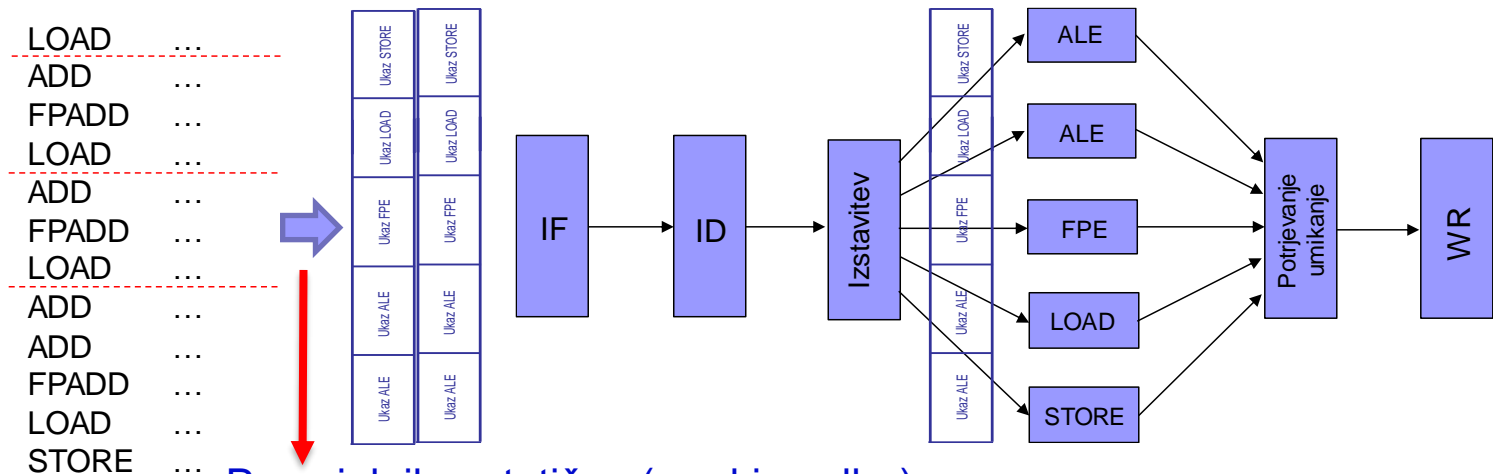 LOAD …
ADD …
FPADD …
LOAD …
ADD …
FPADD …
LOAD …
ADD …
ADD …
FPADD …
LOAD …
STORE …
Ukaz STORE
Ukaz LOAD
Ukaz FPE
Ukaz ALE
Ukaz ALE
Ukaz STORE
Ukaz LOAD
Ukaz FPE
Ukaz ALE
Ukaz ALE
IF
ID
Izstavitev
Ukaz STORE
Ukaz LOAD
Ukaz FPE
Ukaz ALE
Ukaz ALE
ALE
ALE
FPE
LOAD
STORE
Potrjevanje
umikanje
WR